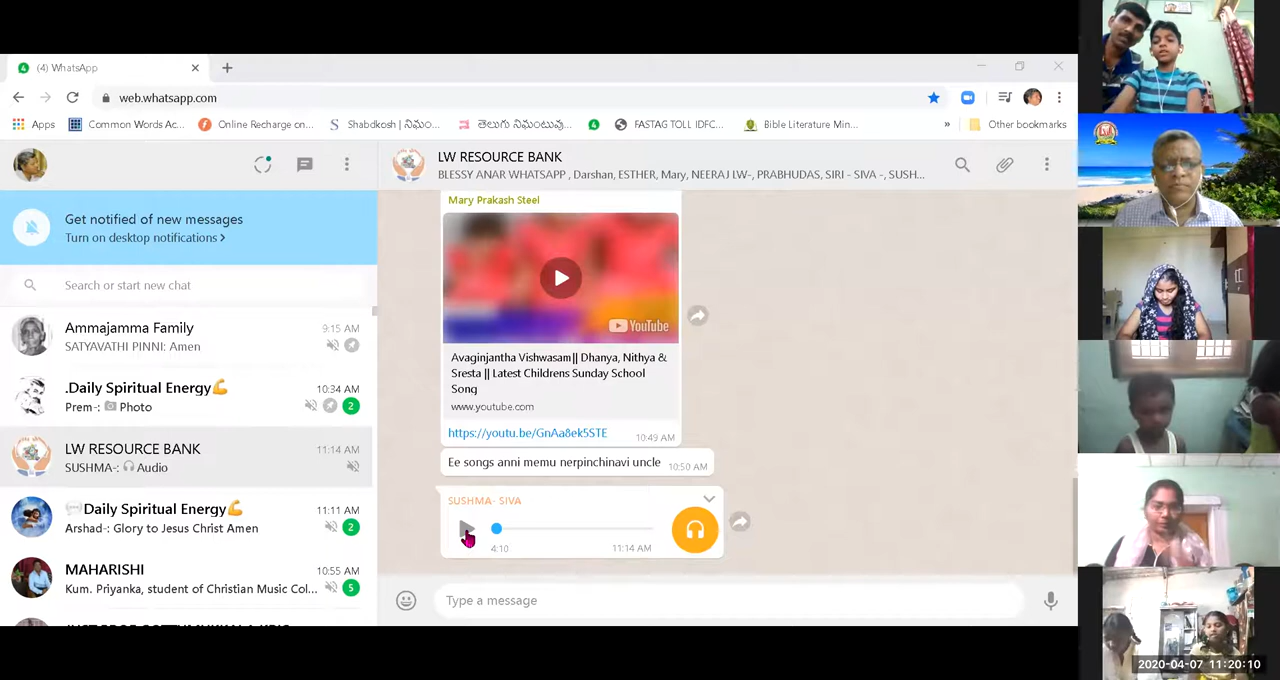 (4) WhatsApp
web.whatsapp.com
Apps
Common Words Ac...
Online Recharge on...
Shabdkosh | నిఘం...
తెలుగు నిఘంటువు...
FASTAG TOLL IDFC...
Bible Literature Min...
»
Other bookmarks
LW RESOURCE BANK
BLESSY ANAR WHATSAPP , Darshan, ESTHER, Mary, NEERAJ LW-, PRABHUDAS, SIRI - SIVA -, SUSH...
Get notified of new messages
Turn on desktop notifications >
Search or start new chat
Ammajamma Family
9:15 AM
SATYAVATHI PINNI: Amen
.Daily Spiritual Energy💪
10:34 AM
Prem-: Photo
2
LW RESOURCE BANK
11:14 AM
SUSHMA-: Audio
💬Daily Spiritual Energy💪
11:11 AM
Arshad-: Glory to Jesus Christ Amen
2
MAHARISHI
10:55 AM
Kum. Priyanka, student of Christian Music Col...
5
Mary Prakash Steel
YouTube
Avaginjantha Vishwasam|| Dhanya, Nithya &
Sresta || Latest Childrens Sunday School
Song
www.youtube.com
https://youtu.be/GnAa8ek5STE
10:49 AM
Ee songs anni memu nerpinchinavi uncle
10:50 AM
SUSHMA- SIVA
4:10
11:14 AM
Type a message
2020-04-07 11:20:10